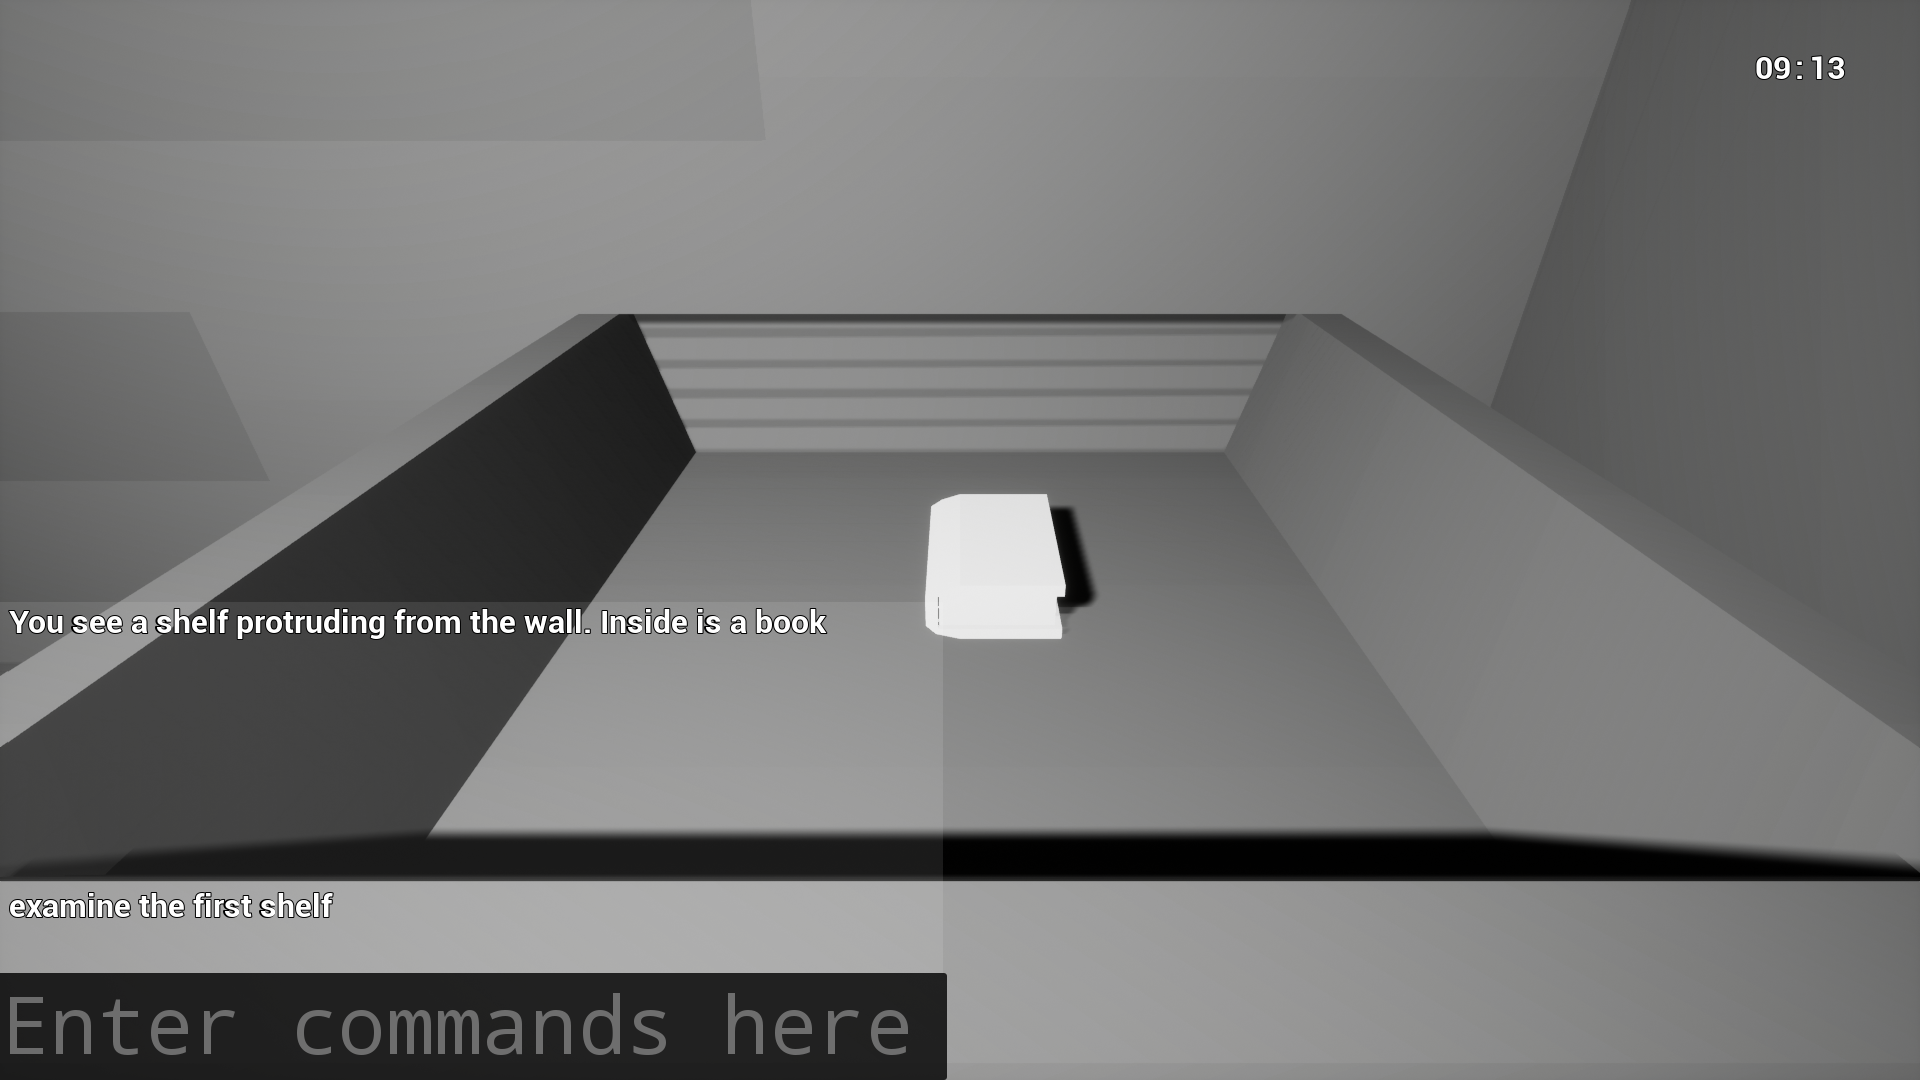 09:13
You see a shelf protruding from the wall. Inside is a book
examine the first shelf
Enter commands here